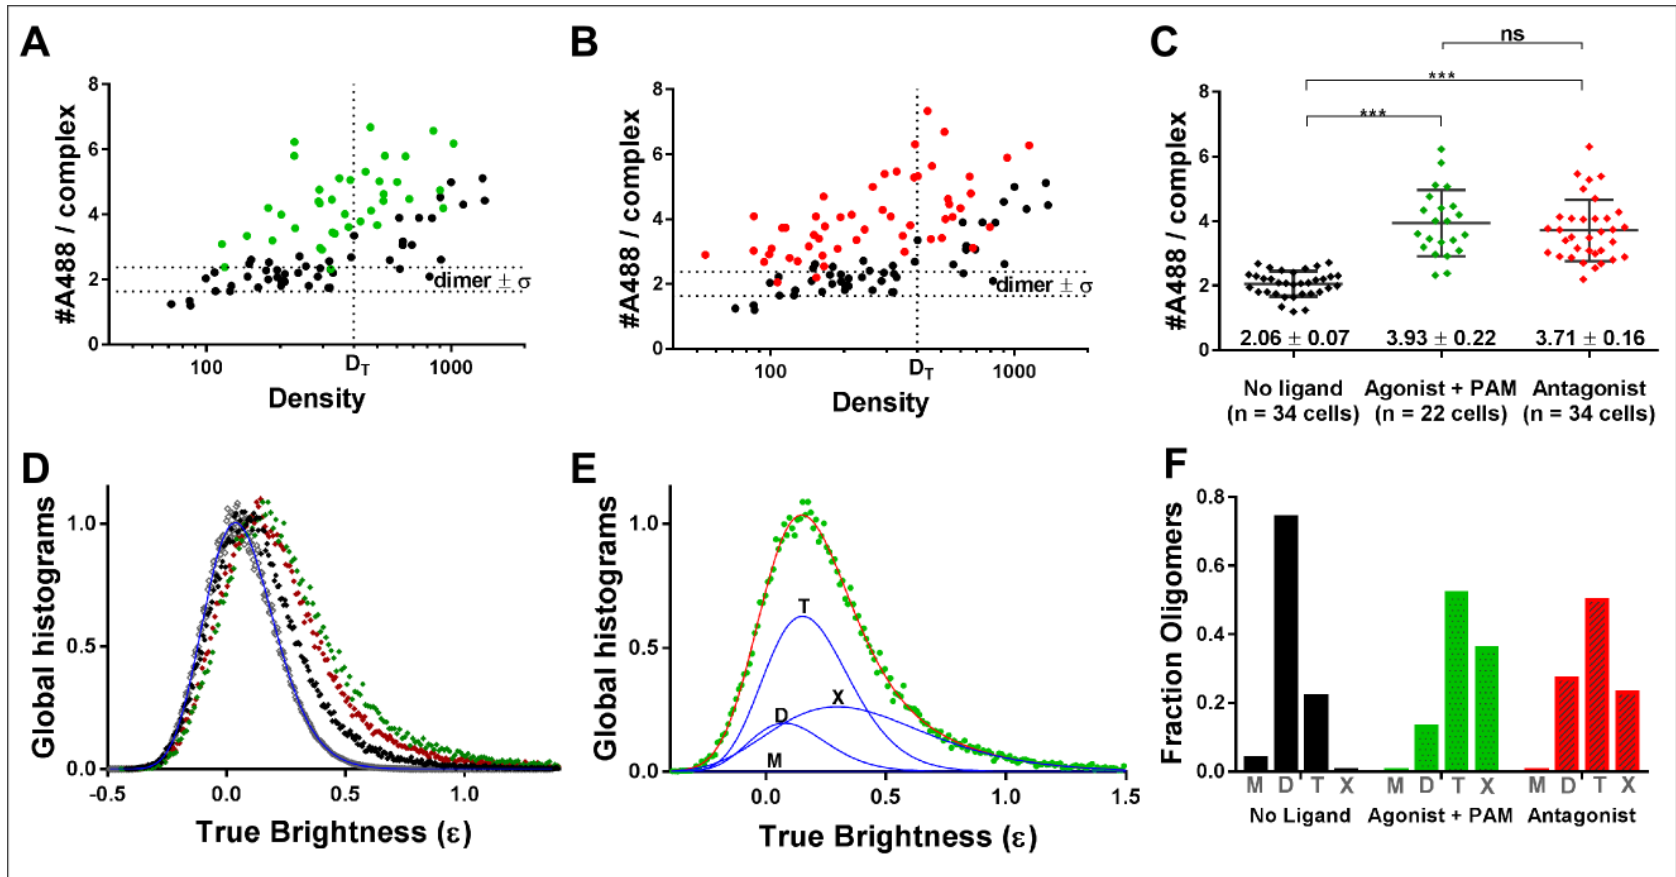 A
#A488 / complex
8
6
4
2
0
dimer ± σ
100
D_T
1000
Density
B
#A488 / complex
8
6
4
2
0
dimer ± σ
100
D_T
1000
Density
C
#A488 / complex
8
6
4
2
0
ns
***
***
2.06 ± 0.07
3.93 ± 0.22
3.71 ± 0.16
No ligand
(n = 34 cells)
Agonist + PAM
(n = 22 cells)
Antagonist
(n = 34 cells)
D
Global histograms
1.0
0.5
0.0
-0.5
0.0
0.5
1.0
True Brightness (ε)
E
Global histograms
1.0
0.5
0.0
T
X
D
M
0.0
0.5
1.0
1.5
True Brightness (ε)
F
Fraction Oligomers
0.8
0.6
0.4
0.2
0.0
M D T X
M D T X
M D T X
No Ligand
Agonist + PAM
Antagonist